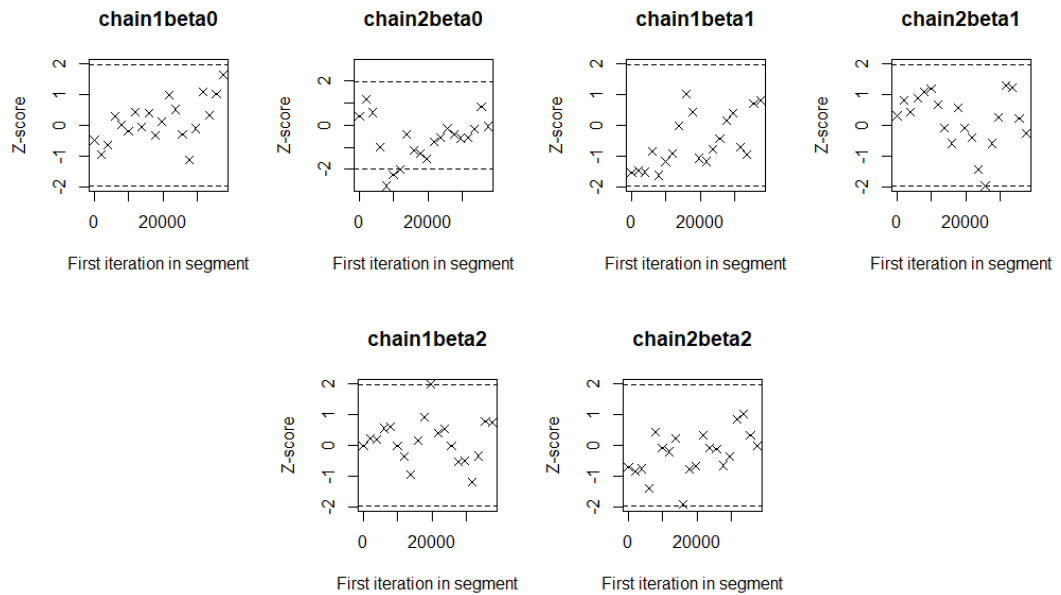 chain1beta0 chain2beta0 chain1beta1 chain2beta1
Z-score Z-score Z-score Z-score
2 2 2 2
1 1 1
0 0 0 0
-1 -1 -1
-2 -2 -2 -2
0 20000 0 20000 0 20000 0 20000
First iteration in segment First iteration in segment First iteration in segment First iteration in segment
chain1beta2 chain2beta2
Z-score Z-score
2 2
1 1
0 0
-1 -1
-2 -2
0 20000 0 20000
First iteration in segment First iteration in segment